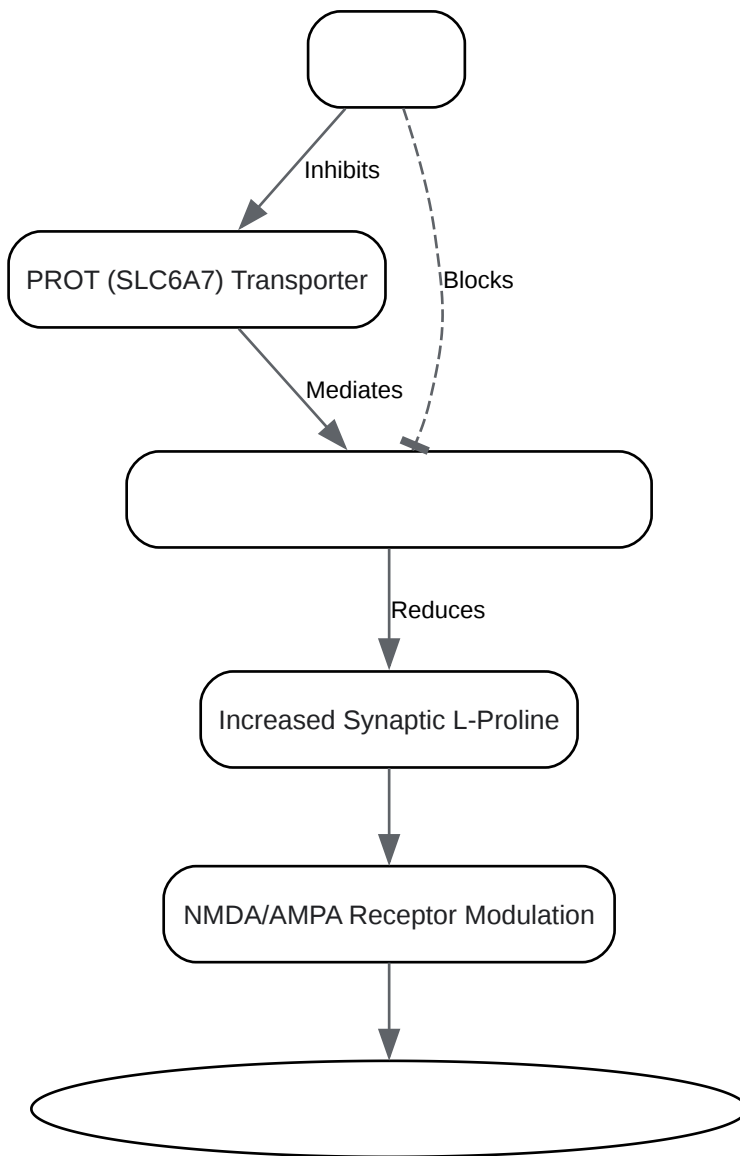 Inhibits
PROT (SLC6A7) Transporter
Blocks
Mediates
Reduces
Increased Synaptic L-Proline
NMDA/AMPA Receptor Modulation